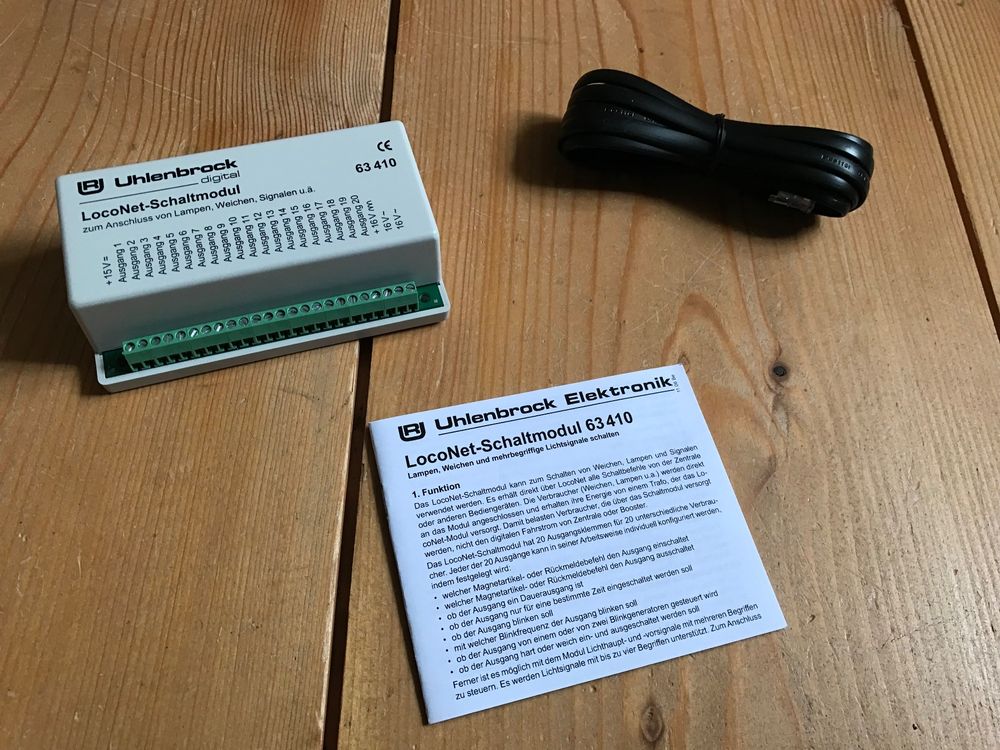 Uhlenbrock
digital
CE
63 410
LocoNet-Schaltmodul
zum Anschluss von Lampen, Weichen, Signalen u.ä.
+15V=
Ausgang 1
Ausgang 2
Ausgang 3
Ausgang 4
Ausgang 5
Ausgang 6
Ausgang 7
Ausgang 8
Ausgang 9
Ausgang 10
Ausgang 11
Ausgang 12
Ausgang 13
Ausgang 14
Ausgang 15
Ausgang 16
Ausgang 17
Ausgang 18
Ausgang 19
Ausgang 20
+16V
16V~
16V~
Uhlenbrock Elektronik
LocoNet-Schaltmodul 63 410
Lampen, Weichen und mehrbegriffige Lichtsignale schalten
1. Funktion
Das LocoNet-Schaltmodul kann zum Schalten von Weichen, Lampen und Signalen
verwendet werden. Es erhält direkt über LocoNet alle Schaltbefehle von der Zentrale
oder anderen Bediengeräten. Die Verbraucher (Weichen, Lampen u.a.) werden direkt
an das Modul angeschlossen und erhalten ihre Energie von einem Trafo, der das Lo-
coNet-Modul versorgt. Damit belasten Verbraucher, die über das Schaltmodul versorgt
werden, nicht den digitalen Fahrstrom von Zentrale oder Booster.
Das LocoNet-Schaltmodul hat 20 Ausgangsklemmen für 20 unterschiedliche Verbrau-
cher. Jeder der 20 Ausgänge kann in seiner Arbeitsweise individuell konfiguriert werden,
indem festgelegt wird:
• welcher Magnetartikel- oder Rückmeldebefehl den Ausgang einschaltet
• welcher Magnetartikel- oder Rückmeldebefehl den Ausgang ausschaltet
• ob der Ausgang ein Dauerausgang ist
• ob der Ausgang nur für eine bestimmte Zeit eingeschaltet werden soll
• ob der Ausgang blinken soll
• mit welcher Blinkfrequenz der Ausgang blinken soll
• ob der Ausgang von einem oder von zwei Blinkgeneratoren gesteuert wird
• ob der Ausgang hart oder weich ein- und ausgeschaltet werden soll
Ferner ist es möglich mit dem Modul Lichthaupt- und -vorsignale mit mehreren Begriffen
zu steuern. Es werden Lichtsignale mit bis zu vier Begriffen unterstützt. Zum Anschluss